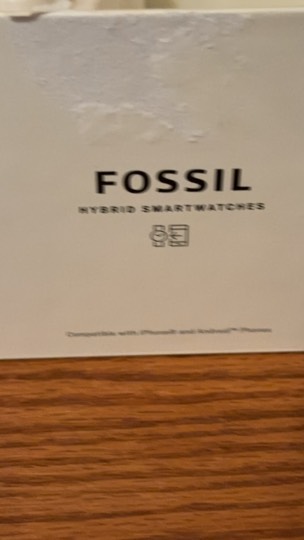 FOSSIL
HYBRID SMARTWATCHES
Compatible with iPhone® and Android™ Phones